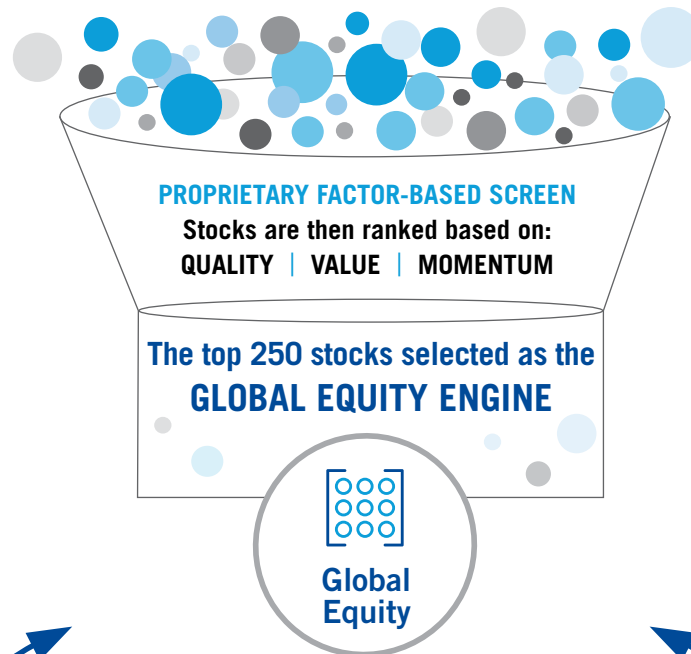 PROPRIETARY FACTOR-BASED SCREEN
Stocks are then ranked based on:
QUALITY | VALUE | MOMENTUM
The top 250 stocks selected as the
GLOBAL EQUITY ENGINE
Global
Equity